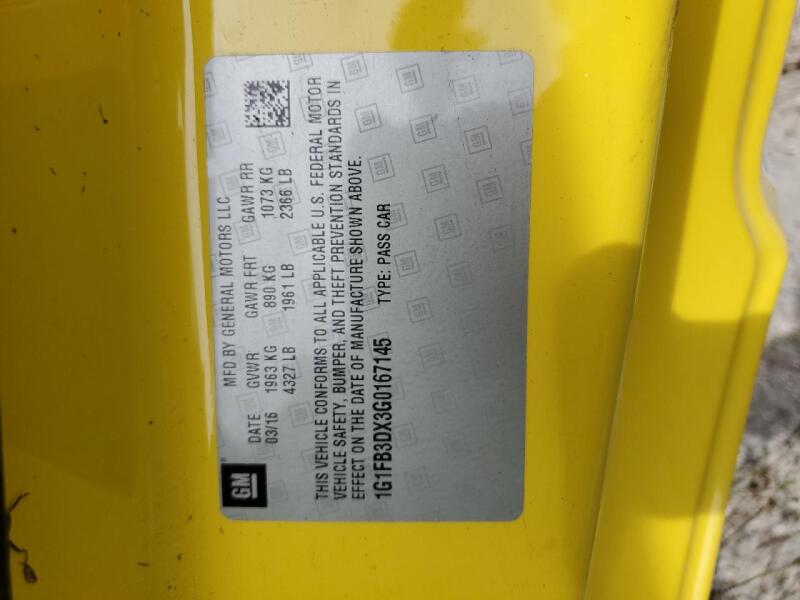 GM
MFD BY GENERAL MOTORS LLC
DATE GVWR GAWR FRT GAWR RR
03/16 1963 KG 890 KG 1073 KG
4327 LB 1961 LB 2366 LB
THIS VEHICLE CONFORMS TO ALL APPLICABLE U.S. FEDERAL MOTOR
VEHICLE SAFETY, BUMPER, AND THEFT PREVENTION STANDARDS IN
EFFECT ON THE DATE OF MANUFACTURE SHOWN ABOVE.
1G1FB3DX3G0167145 TYPE: PASS CAR